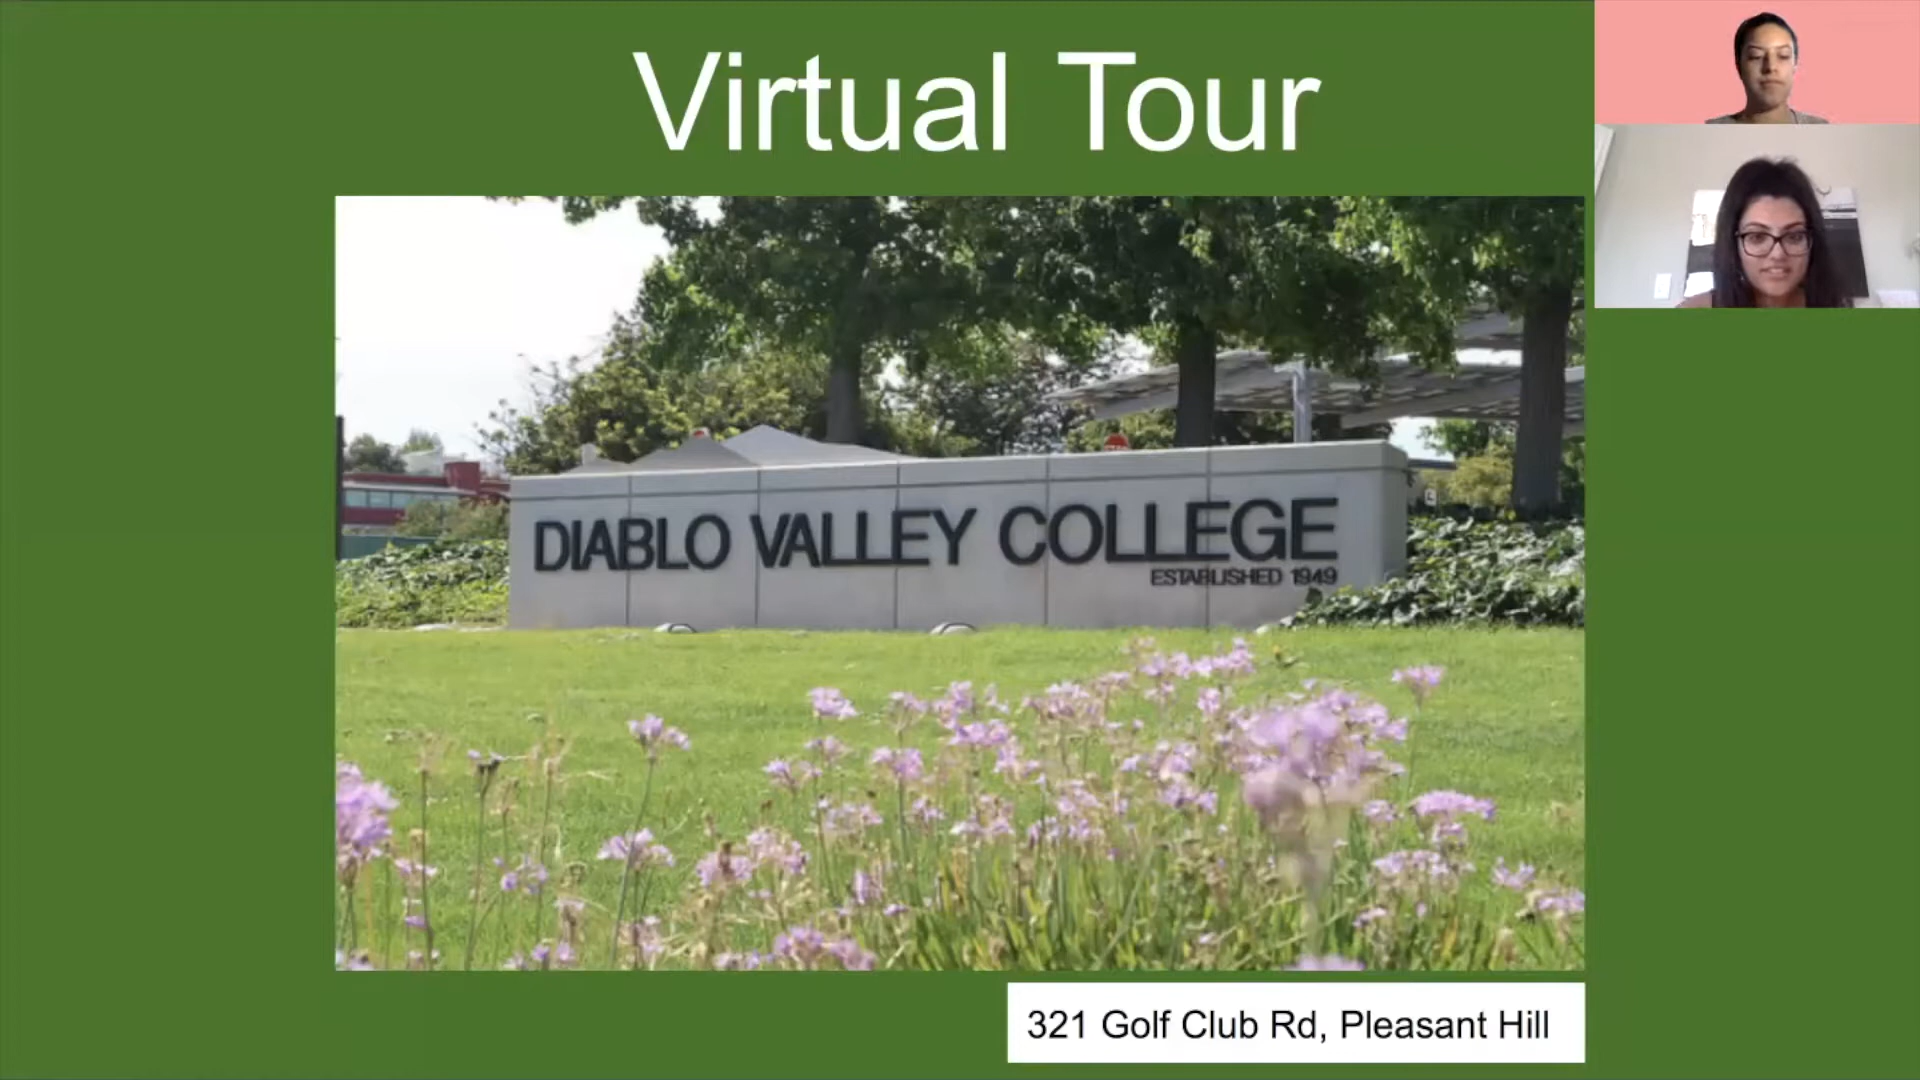 Virtual Tour
DIABLO VALLEY COLLEGE
ESTABLISHED 1949
321 Golf Club Rd, Pleasant Hill